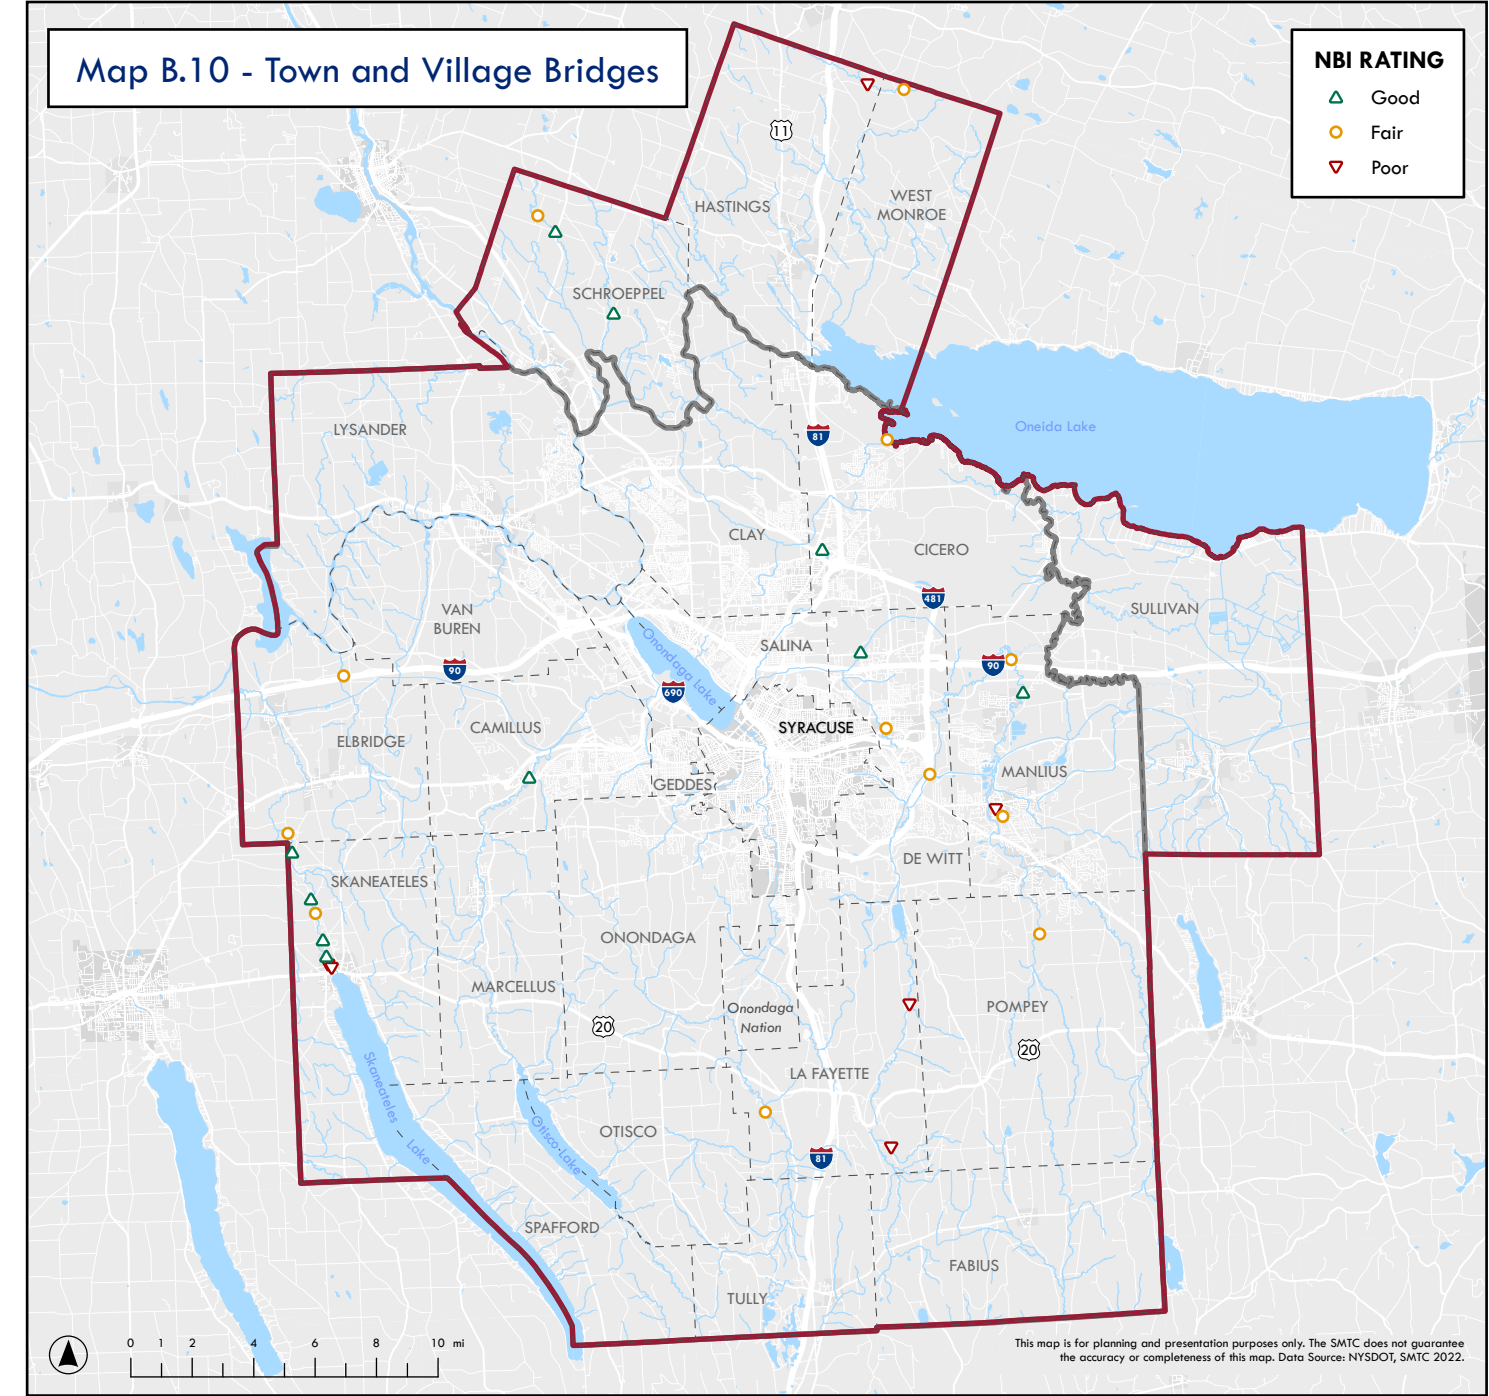 Map B.10 - Town and Village Bridges
NBI RATING
Good
Fair
Poor
11
HASTINGS
WEST
MONROE
SCHROEPPEL
LYSANDER
81
Oneida Lake
CLAY
CICERO
481
VAN
BUREN
SULLIVAN
SALINA
Onondaga Lake
90
90
690
CAMILLUS
SYRACUSE
ELBRIDGE
MANLIUS
GEDDES
DE WITT
SKANEATELES
ONONDAGA
MARCELLUS
Onondaga
Nation
POMPEY
20
20
LA FAYETTE
Skaneateles
Lake
Otisco Lake
OTISCO
81
SPAFFORD
FABIUS
TULLY
0 1 2 4 6 8 10 mi
This map is for planning and presentation purposes only. The SMTC does not guarantee
the accuracy or completeness of this map. Data Source: NYSDOT, SMTC 2022.